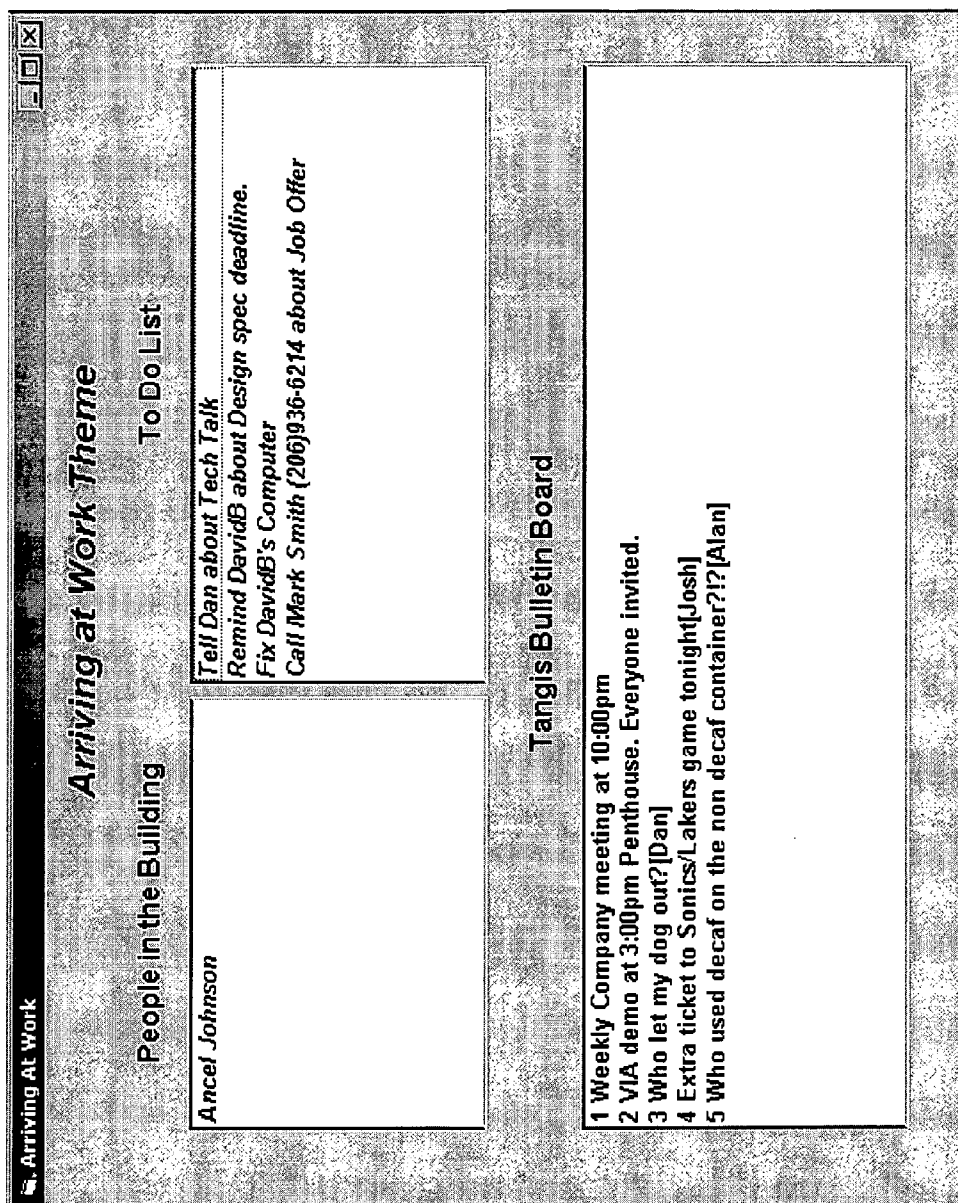 Arriving At Work
Arriving at Work Theme
People in the Building
To Do List
Ancel Johnson
Tell Dan about Tech Talk
Remind DavidB about Design spec deadline.
Fix DavidB's Computer
Call Mark Smith (206)936-6214 about Job Offer
Tangis Bulletin Board
1 Weekly Company meeting at 10:00pm
2 VIA demo at 3:00pm Penthouse. Everyone invited.
3 Who let my dog out?[Dan]
4 Extra ticket to Sonics/Lakers game tonight[Josh]
5 Who used decaf on the non decaf container?!?[Alan]